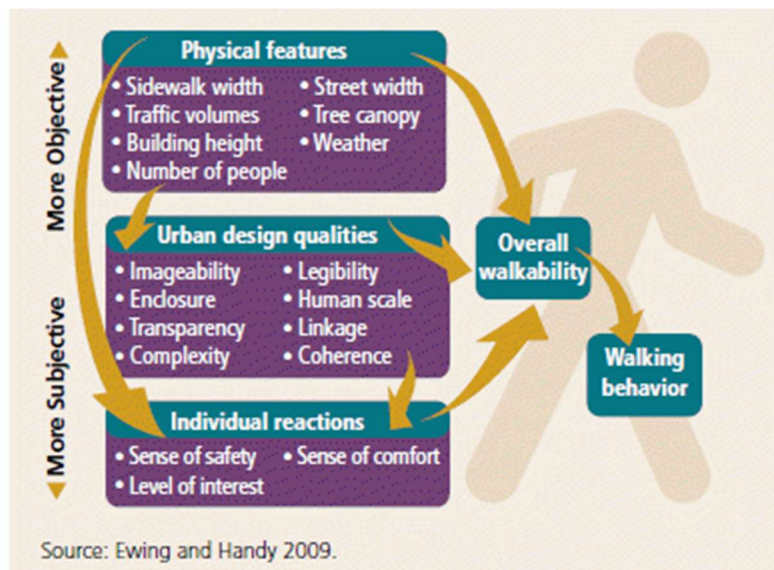 More Objective
More Subjective
Physical features
• Sidewalk width
• Street width
• Traffic volumes
• Tree canopy
• Building height
• Weather
• Number of people
Urban design qualities
• Imageability
• Legibility
• Enclosure
• Human scale
• Transparency
• Linkage
• Complexity
• Coherence
Individual reactions
• Sense of safety
• Sense of comfort
• Level of interest
Overall
walkability
Walking
behavior
Source: Ewing and Handy 2009.